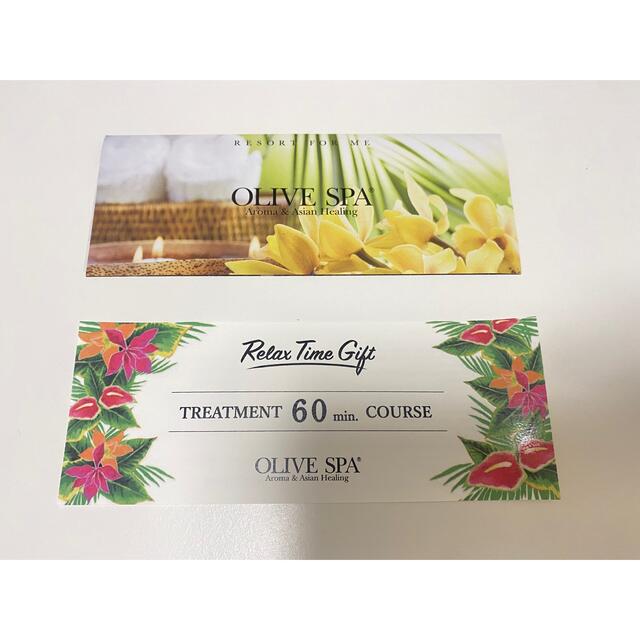 RESORT FOR ME
OLIVE SPA®
Aroma & Asian Healing
Relax Time Gift
TREATMENT 60 min. COURSE
OLIVE SPA®
Aroma & Asian Healing